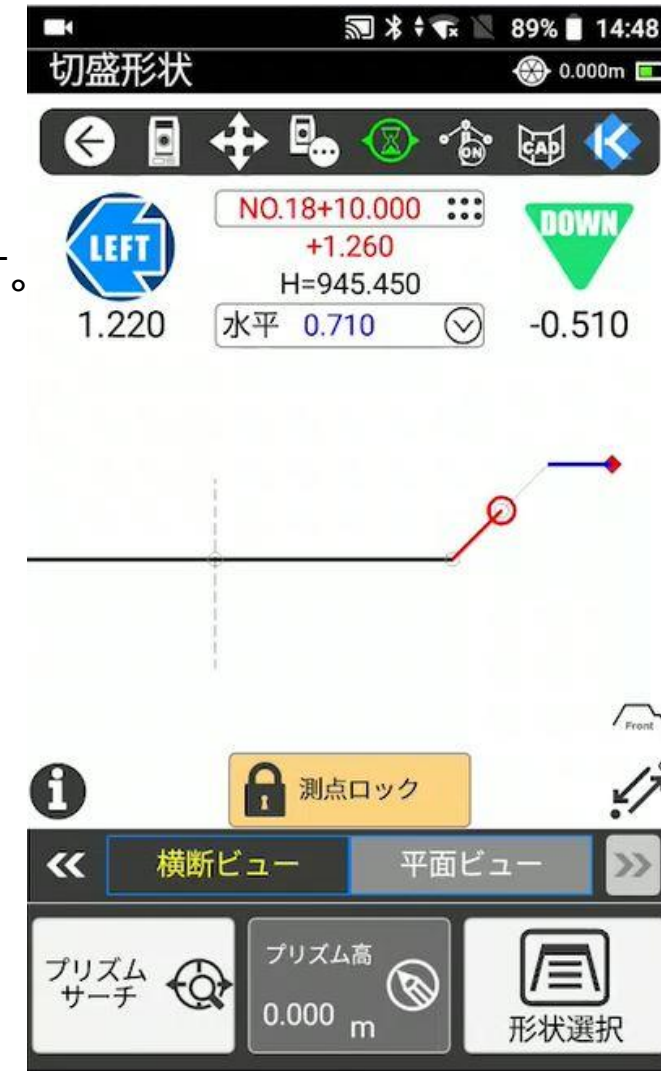 89% 14:48
切盛形状 0.000m
ON CAD
LEFT
NO.18+10.000
+1.260
H=945.450
水平 0.710
DOWN
1.220
-0.510
。
Front
測点ロック
横断ビュー 平面ビュー
プリズム
サーチ
プリズム高
0.000 m
形状選択